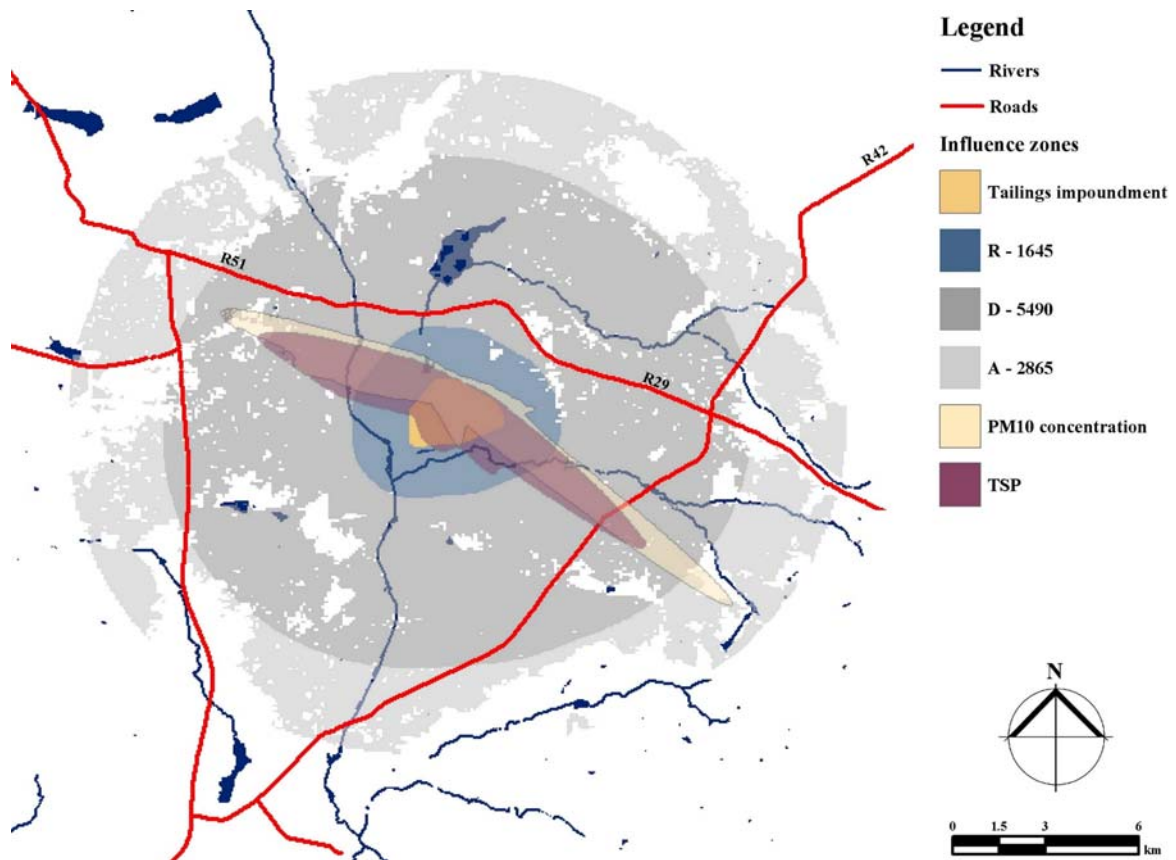 Legend
Rivers
Roads
Influence zones
Tailings impoundment
R - 1645
D - 5490
A - 2865
PM10 concentration
TSP
R42
R51
R29
N
0 1.5 3 6
km